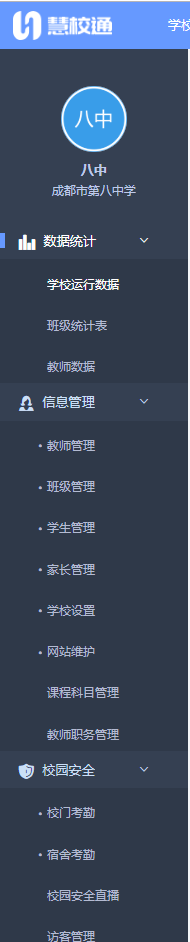 慧校通
学校
八中
八中
成都市第八中学
数据统计
学校运行数据
班级统计表
教师数据
信息管理
• 教师管理
• 班级管理
• 学生管理
• 家长管理
• 学校设置
• 网站维护
课程科目管理
教师职务管理
校园安全
• 校门考勤
• 宿舍考勤
校园安全直播
访客管理